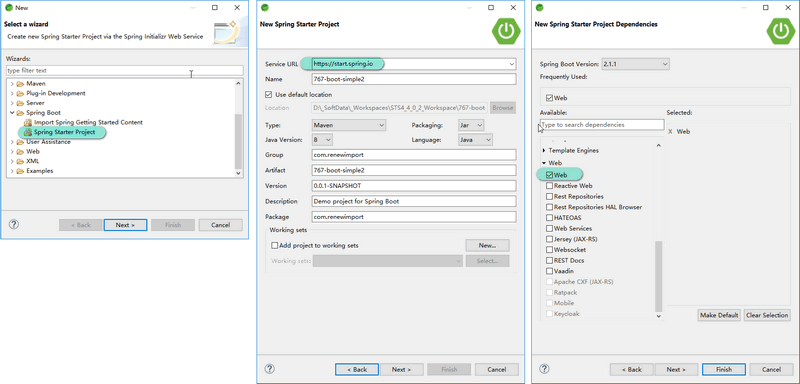 New
Select a wizard
Create new Spring Starter Project via the Spring Initializr Web Service
Wizards:
type filter text
Maven
Plug-in Development
Server
Spring Boot
Import Spring Getting Started Content
Spring Starter Project
User Assistance
Web
XML
Examples
?
< Back
Next >
Finish
Cancel
New Spring Starter Project
Service URL
https://start.spring.io
Name
767-boot-simple2
Use default location
Location
D:\_SoftData\_Workspaces\STS4_4_0_2_Workspace\767-boot
Browse
Type:
Maven
Packaging:
Jar
Java Version:
8
Language:
Java
Group
com.renewimport
Artifact
767-boot-simple2
Version
0.0.1-SNAPSHOT
Description
Demo project for Spring Boot
Package
com.renewimport
Working sets
Add project to working sets
New...
Working sets:
Select...
?
< Back
Next >
Finish
Cancel
New Spring Starter Project Dependencies
Spring Boot Version:
2.1.1
Frequently Used:
Web
Available:
Selected:
Type to search dependencies
X Web
Template Engines
Web
Web
Reactive Web
Rest Repositories
Rest Repositories HAL Browser
HATEOAS
Web Services
Jersey (JAX-RS)
Websocket
REST Docs
Vaadin
Apache CXF (JAX-RS)
Ratpack
Mobile
Keycloak
Make Default
Clear Selection
?
< Back
Next >
Finish
Cancel